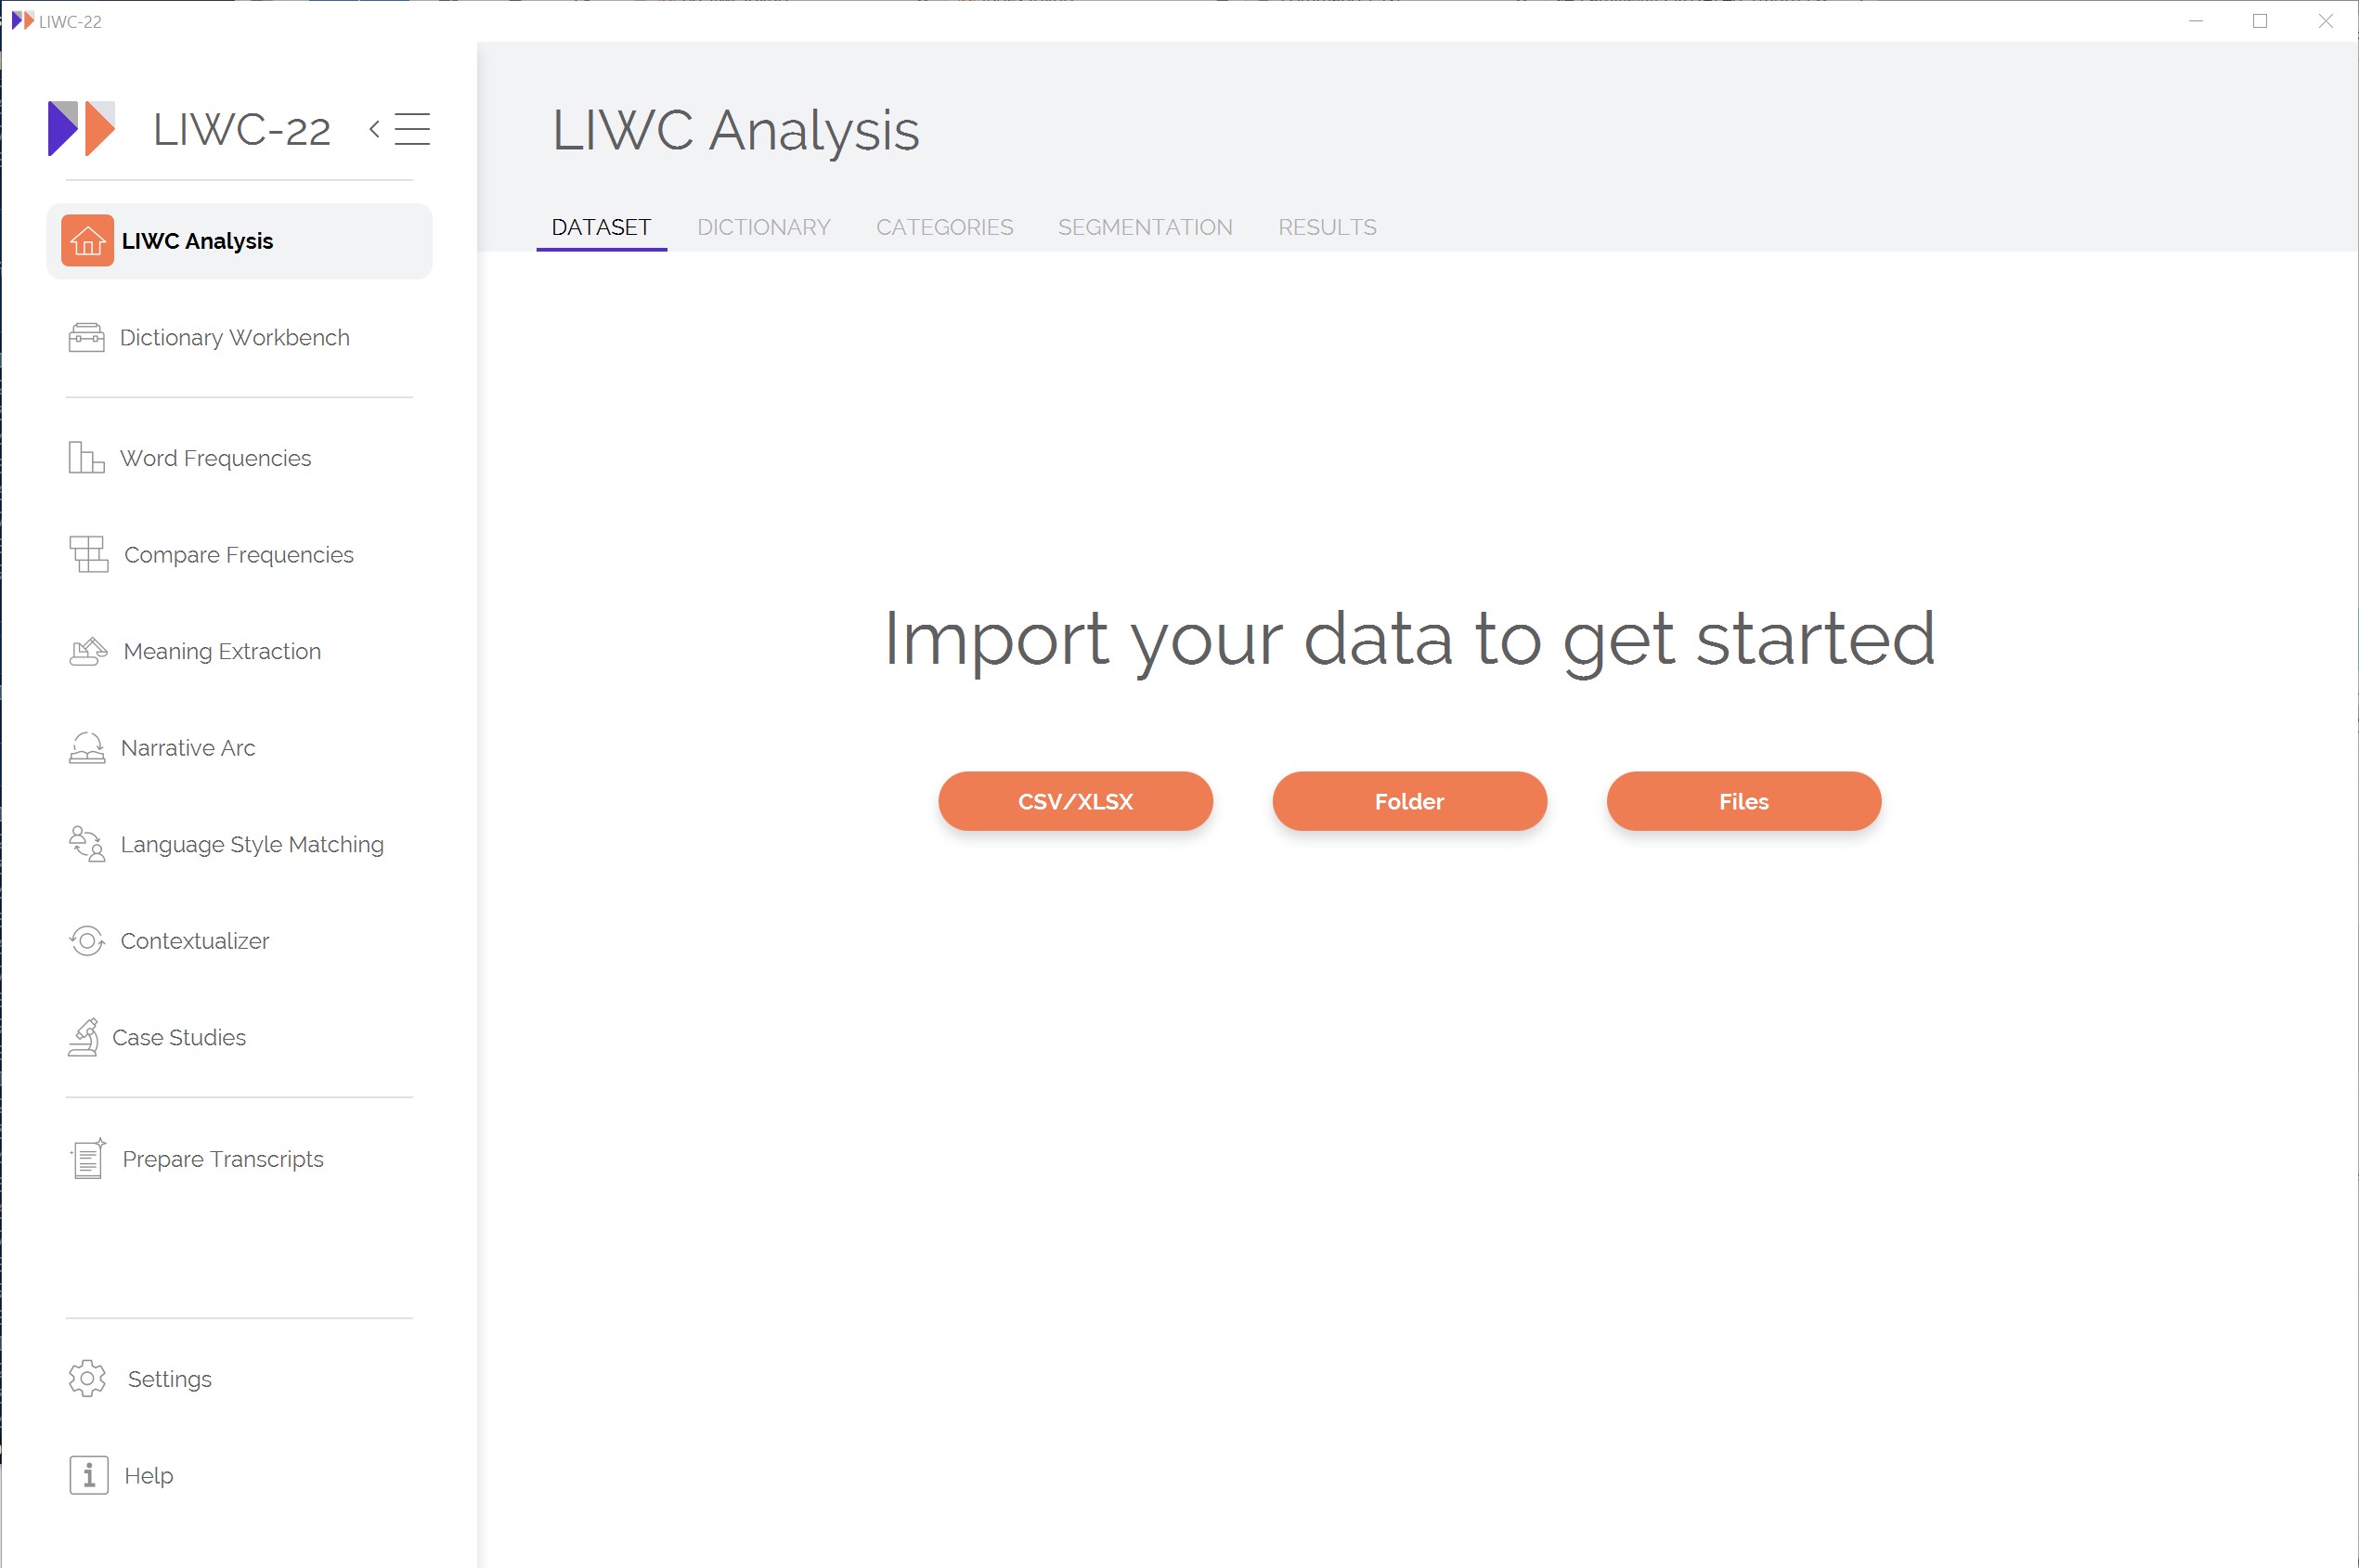 LIWC-22
LIWC-22
LIWC Analysis
Dictionary Workbench
Word Frequencies
Compare Frequencies
Meaning Extraction
Narrative Arc
Language Style Matching
Contextualizer
Case Studies
Prepare Transcripts
Settings
Help
LIWC Analysis
DATASET DICTIONARY CATEGORIES SEGMENTATION RESULTS
Import your data to get started
CSV/XLSX Folder Files